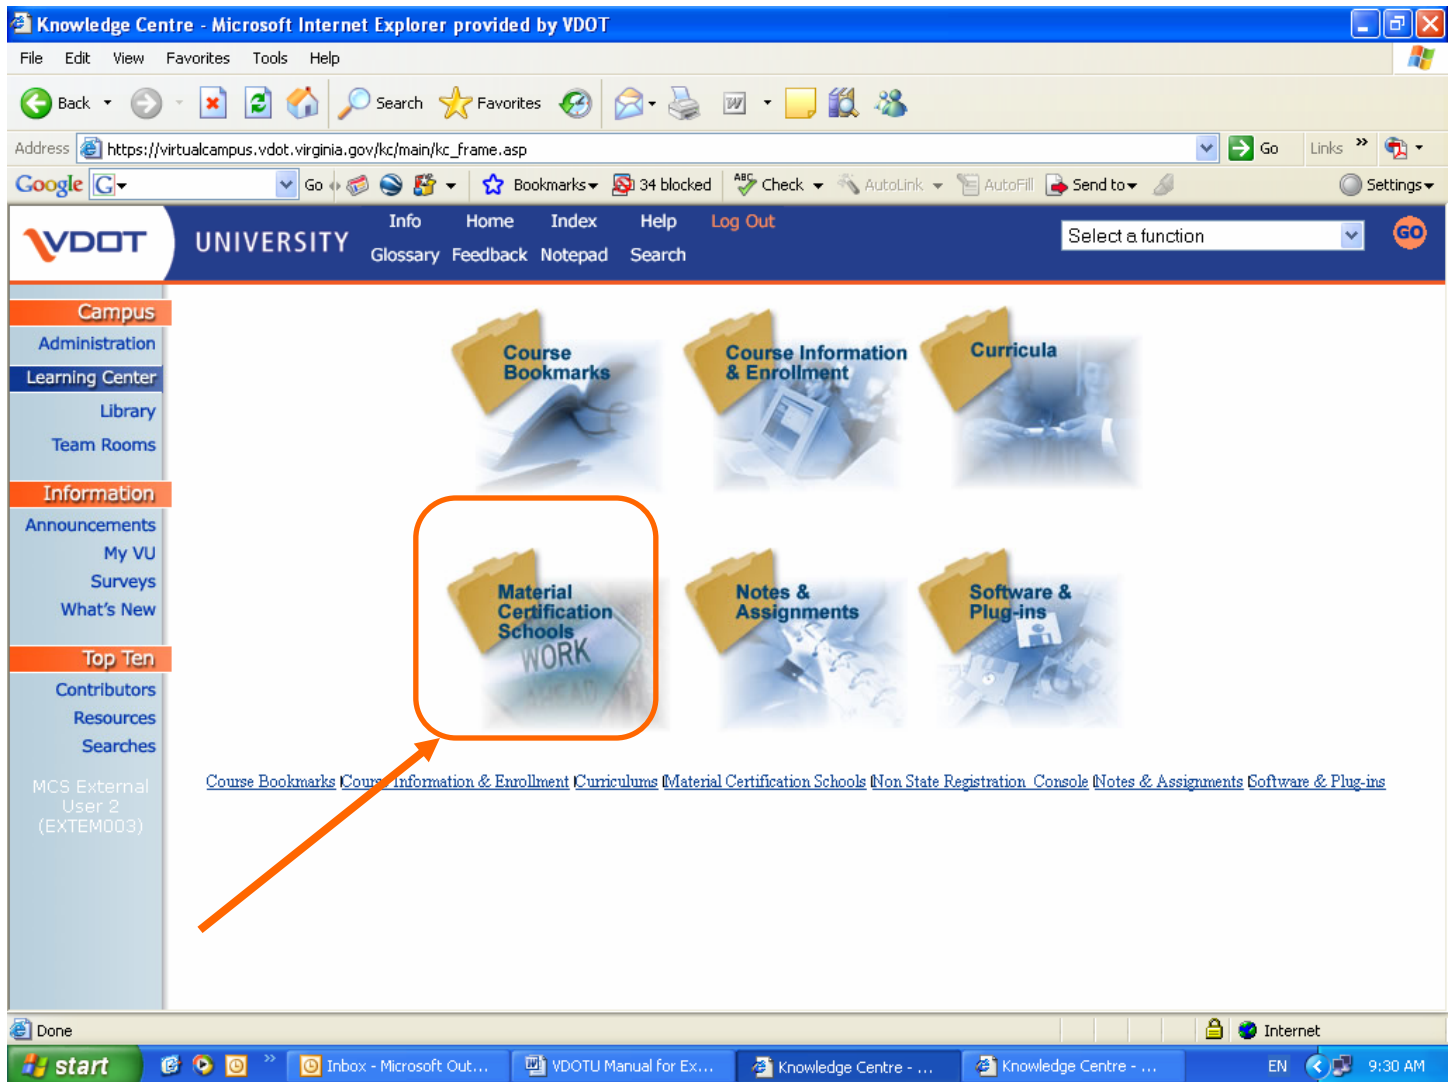 Knowledge Centre - Microsoft Internet Explorer provided by VDOT
File Edit View Favorites Tools Help
Back Search Favorites
Address https://virtualcampus.vdot.virginia.gov/kc/main/kc_frame.asp Go Links »
Google G Go Bookmarks 34 blocked ABC Check AutoLink AutoFill Send to Settings
VDOT UNIVERSITY
Info Home Index Help Log Out
Glossary Feedback Notepad Search
Select a function GO
Campus
Administration
Learning Center
Library
Team Rooms
Information
Announcements
My VU
Surveys
What's New
Top Ten
Contributors
Resources
Searches
MCS External
User 2
(EXTEM003)
Course
Bookmarks
Course Information
& Enrollment
Curricula
Material
Certification
Schools
WORK
AHEAD
Notes &
Assignments
Software &
Plug-ins
Course Bookmarks |Course Information & Enrollment |Curriculums |Material Certification Schools |Non State Registration Console |Notes & Assignments |Software & Plug-ins
Done Internet
start » Inbox - Microsoft Out... VDOTU Manual for Ex... Knowledge Centre - ... Knowledge Centre - ... EN 9:30 AM